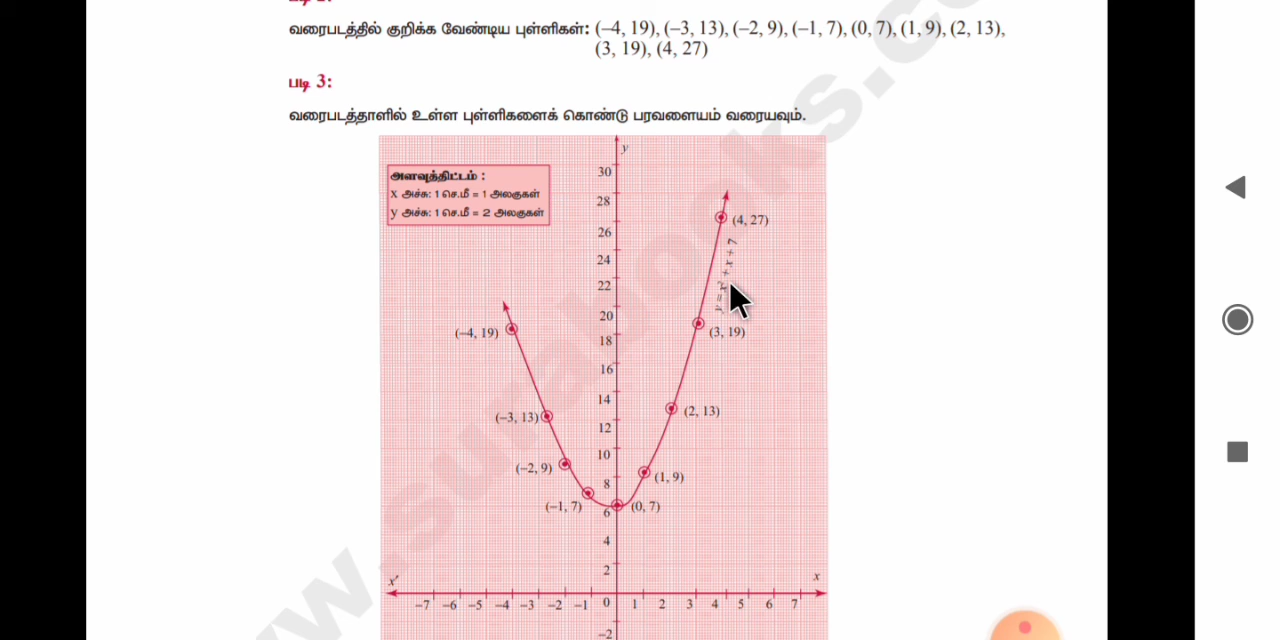 வரைபடத்தில் குறிக்க வேண்டிய புள்ளிகள்: (–4, 19), (–3, 13), (–2, 9), (–1, 7), (0, 7), (1, 9), (2, 13),
(3, 19), (4, 27)
படி 3:
வரைபடத்தாளில் உள்ள புள்ளிகளைக் கொண்டு பரவளையம் வரையவும்.
அளவுத்திட்டம் :
x அச்சு: 1 செ.மீ = 1 அலகுகள்
y அச்சு: 1 செ.மீ = 2 அலகுகள்
y
30
28
26
24
22
20
18
16
14
12
10
8
6
4
2
(4, 27)
y = x² + x + 7
(–4, 19)
(3, 19)
(–3, 13)
(2, 13)
(–2, 9)
(1, 9)
(–1, 7)
(0, 7)
x′
x
–7 –6 –5 –4 –3 –2 –1 0 1 2 3 4 5 6 7
–2
www.surabooks.c